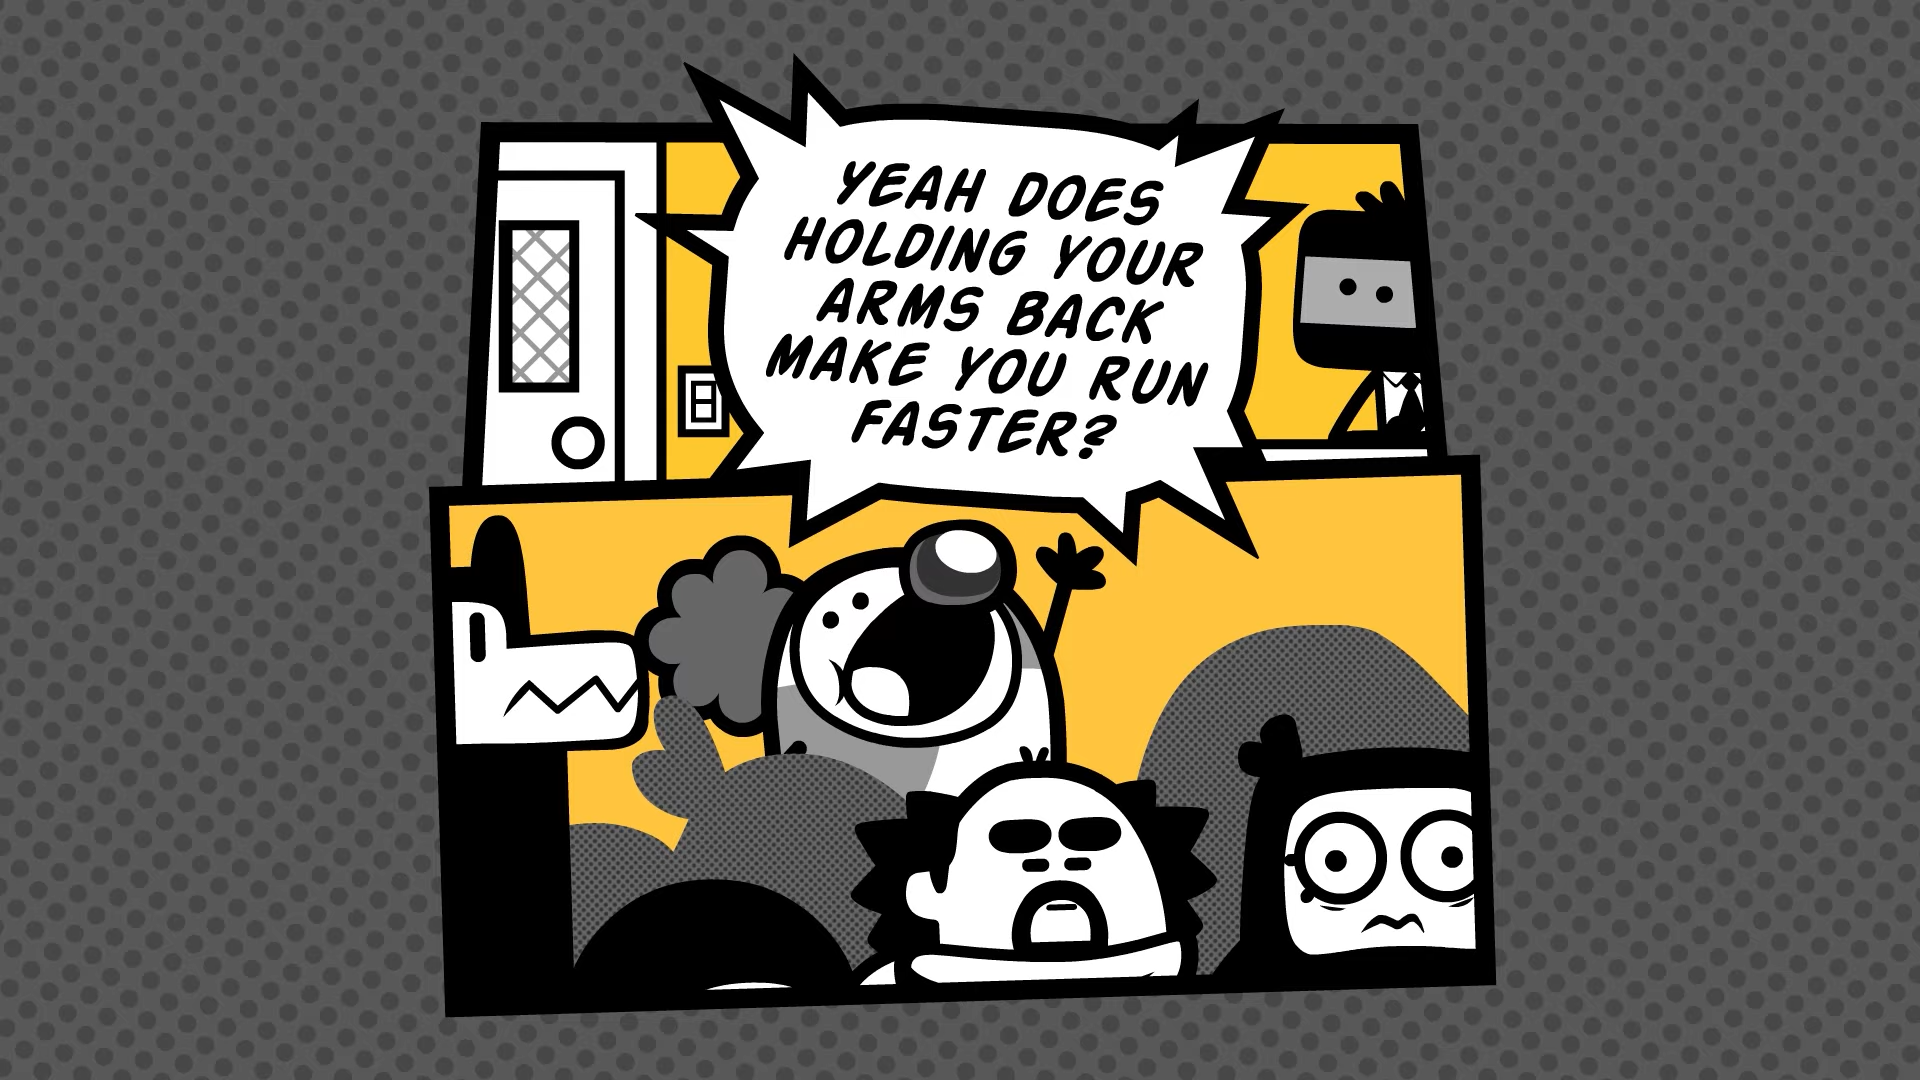 YEAH DOES
HOLDING YOUR
ARMS BACK
MAKE YOU RUN
FASTER?